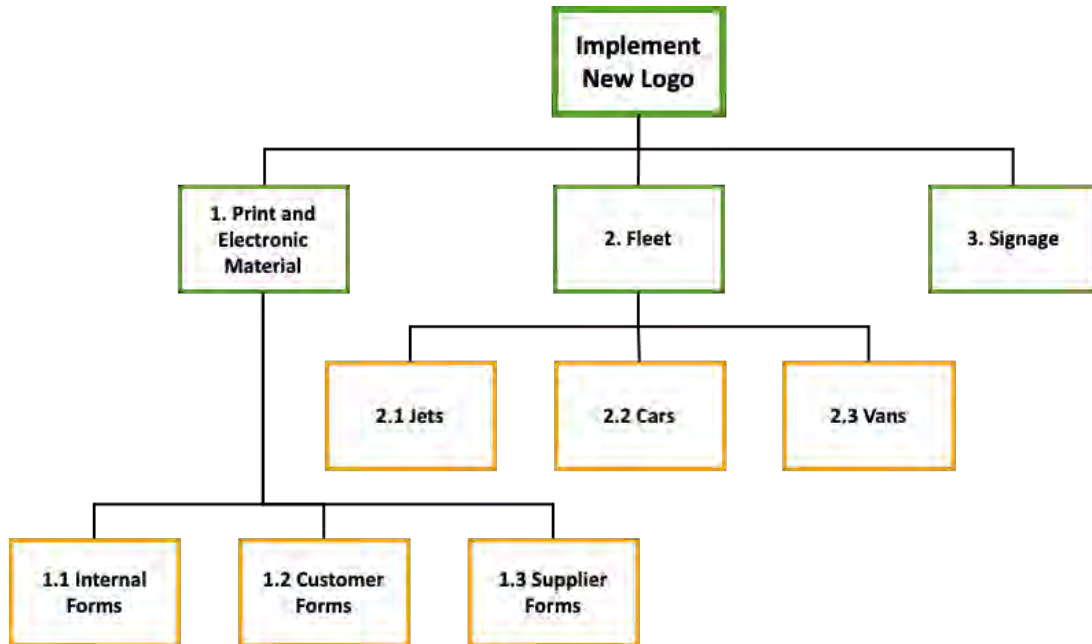 Implement
New Logo
1. Print and
Electronic
Material
2. Fleet
3. Signage
2.1 Jets
2.2 Cars
2.3 Vans
1.1 Internal
Forms
1.2 Customer
Forms
1.3 Supplier
Forms